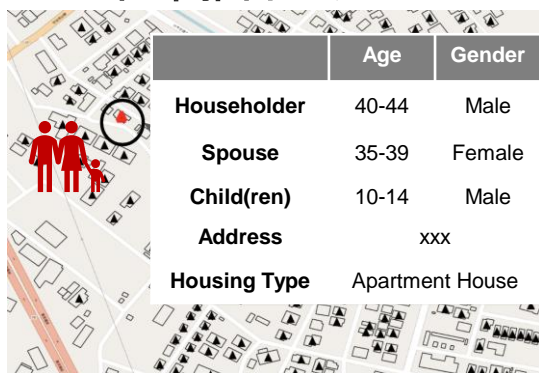 Age Gender
Householder 40-44 Male
Spouse 35-39 Female
Child(ren) 10-14 Male
Address xxx
Housing Type Apartment House